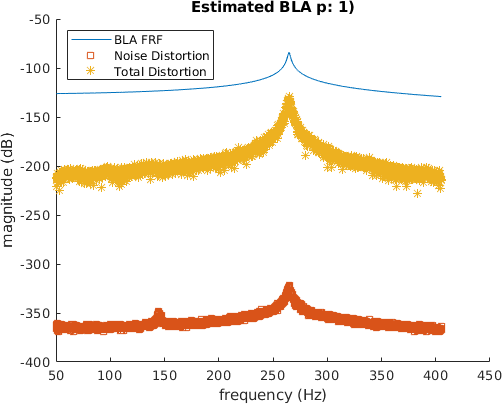 Estimated BLA p: 1)
-50
BLA FRF
Noise Distortion
Total Distortion
-100
-150
-200
-250
-300
-350
-400
magnitude (dB)
50 100 150 200 250 300 350 400 450
frequency (Hz)